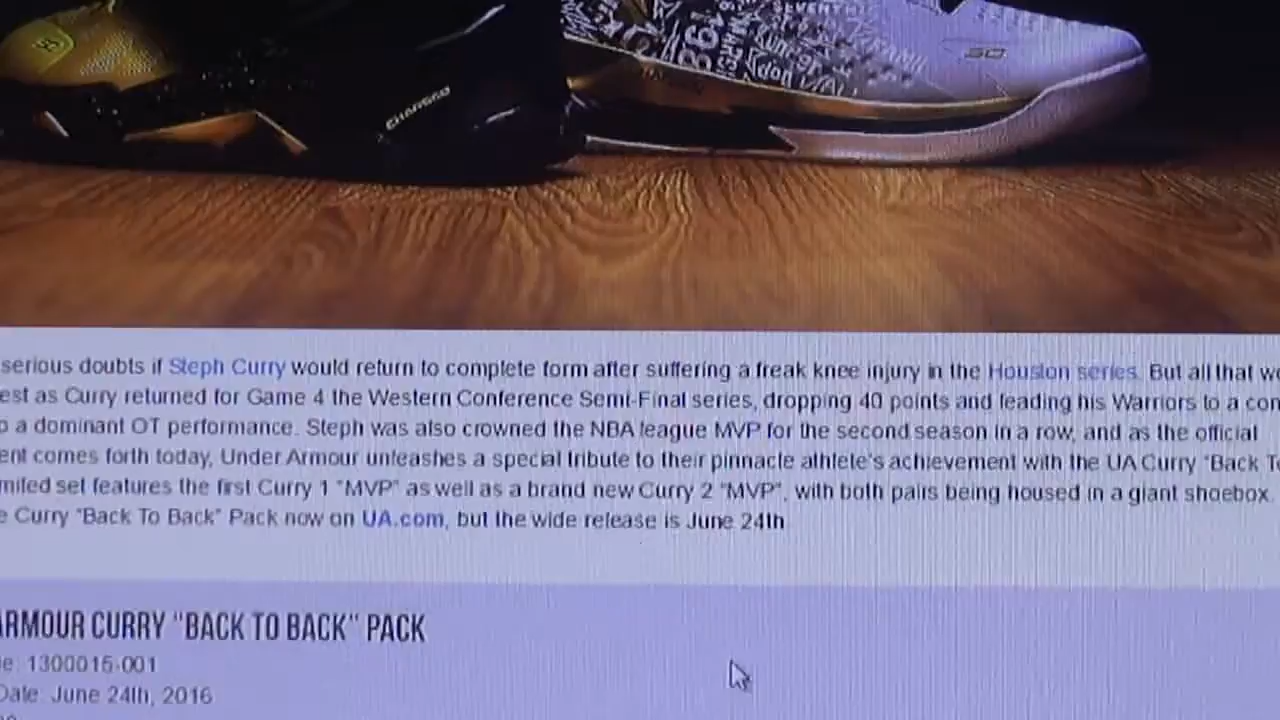 SEVERTY
198
30
CHARGED
serious doubts if Steph Curry would return to complete form after suffering a freak knee injury in the Houston series. But all that
as Curry returned for Game 4 the Western Conference Semi-Final series, dropping 40 points and leading his Warriors to a
a dominant OT performance. Steph was also crowned the NBA league MVP for the second season in a row, and as the official
comes forth today, Under Armour unleashes a special tribute to their pinnacle athlete's achievement with the UA Curry "Back
set features the first Curry 1 "MVP" as well as a brand new Curry 2 "MVP", with both pairs being housed in a giant shoebox.
Curry "Back To Back" Pack now on UA.com, but the wide release is June 24th
ARMOUR CURRY "BACK TO BACK" PACK
1300015-001
Date: June 24th, 2016